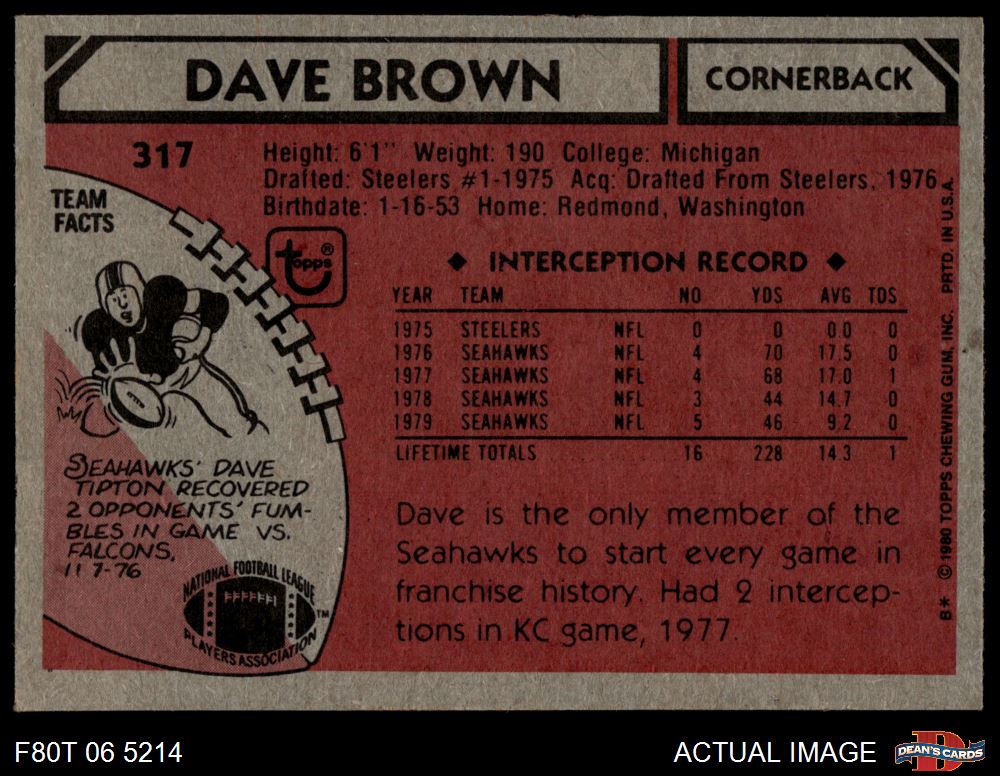 DAVE BROWN
CORNERBACK
317
Height: 6'1" Weight: 190 College: Michigan
Drafted: Steelers #1-1975 Acq: Drafted From Steelers, 1976.
Birthdate: 1-16-53 Home: Redmond, Washington
TEAM
FACTS
topps®
◆ INTERCEPTION RECORD ◆
YEAR TEAM NO YDS AVG TDS
1975 STEELERS NFL 0 0 0.0 0
1976 SEAHAWKS NFL 4 70 17.5 0
1977 SEAHAWKS NFL 4 68 17.0 1
1978 SEAHAWKS NFL 3 44 14.7 0
1979 SEAHAWKS NFL 5 46 9.2 0
LIFETIME TOTALS 16 228 14.3 1
SEAHAWKS' DAVE
TIPTON RECOVERED
2 OPPONENTS' FUM-
BLES IN GAME VS.
FALCONS,
11-7-76
NATIONAL FOOTBALL LEAGUE
PLAYERS ASSOCIATION
TM
Dave is the only member of the
Seahawks to start every game in
franchise history. Had 2 intercep-
tions in KC game, 1977.
B* © 1980 TOPPS CHEWING GUM, INC. PRTD. IN U.S.A.
F80T 06 5214
ACTUAL IMAGE
D
DEAN'S CARDS